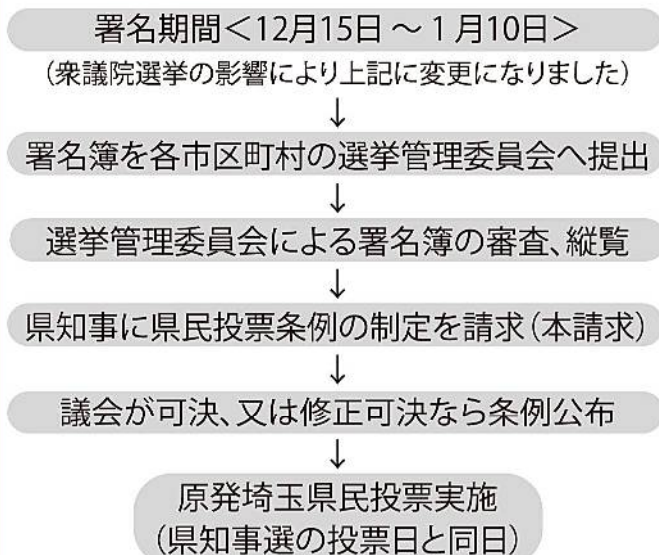 署名期間<12月15日 ～ 1月10日>
(衆議院選挙の影響により上記に変更になりました)
↓
署名簿を各市区町村の選挙管理委員会へ提出
↓
選挙管理委員会による署名簿の審査、縦覧
↓
県知事に県民投票条例の制定を請求(本請求)
↓
議会が可決、又は修正可決なら条例公布
↓
原発埼玉県民投票実施
(県知事選の投票日と同日)